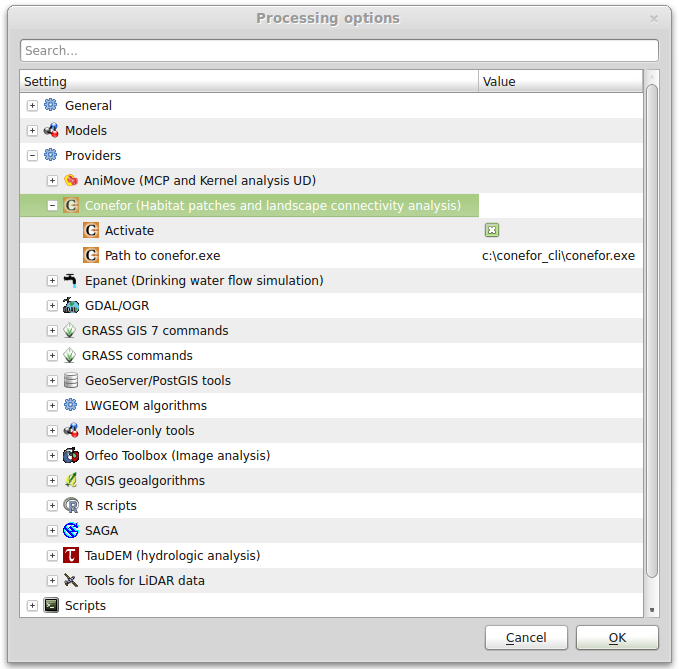 Processing options
Search...
Setting Value
General
Models
Providers
AniMove (MCP and Kernel analysis UD)
C Conefor (Habitat patches and landscape connectivity analysis)
C Activate
C Path to conefor.exe c:\conefor_cli\conefor.exe
Epanet (Drinking water flow simulation)
GDAL/OGR
GRASS GIS 7 commands
GRASS commands
GeoServer/PostGIS tools
LWGEOM algorithms
Modeler-only tools
Orfeo Toolbox (Image analysis)
QGIS geoalgorithms
R R scripts
SAGA
τ TauDEM (hydrologic analysis)
Tools for LiDAR data
Scripts
Cancel OK